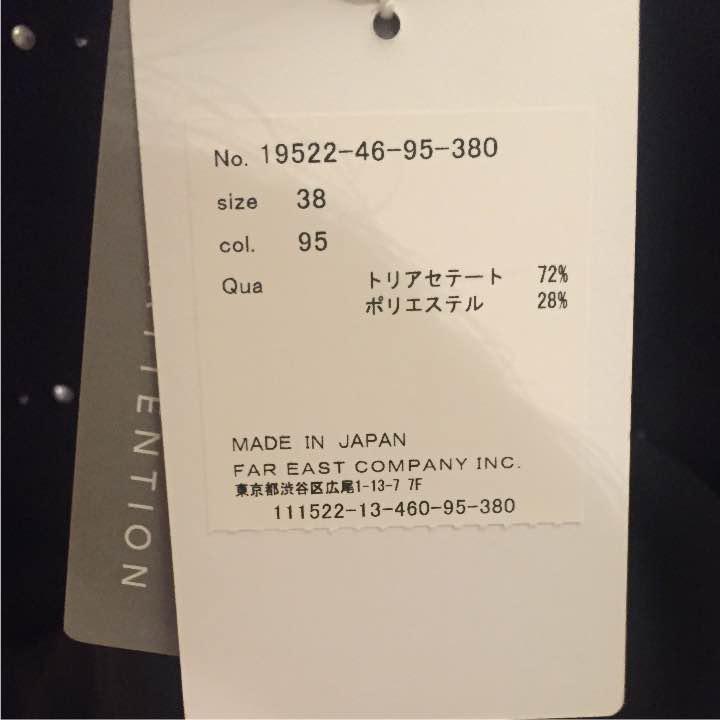 No. 19522-46-95-380
size 38
col. 95
Qua トリアセテート 72%
ポリエステル 28%
MADE IN JAPAN
FAR EAST COMPANY INC.
東京都渋谷区広尾1-13-7 7F
111522-13-460-95-380
ATTENTION